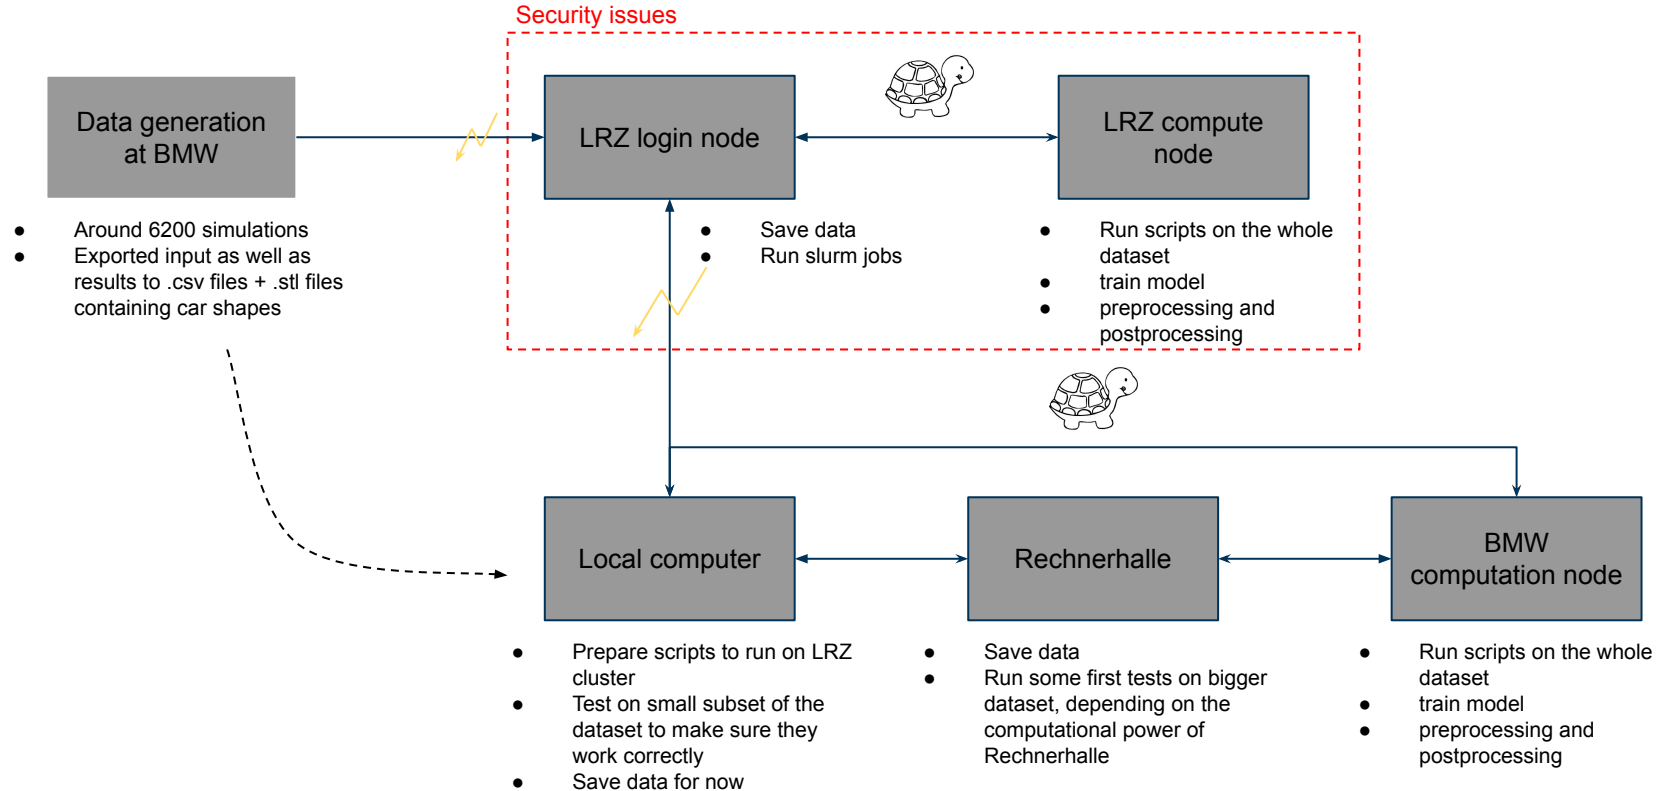 Security issues
Data generation
at BMW
LRZ login node
LRZ compute
node
● Around 6200 simulations
● Exported input as well as
results to .csv files + .stl files
containing car shapes
● Save data
● Run slurm jobs
● Run scripts on the whole
dataset
● train model
● preprocessing and
postprocessing
Local computer
Rechnerhalle
BMW
computation node
● Prepare scripts to run on LRZ
cluster
● Test on small subset of the
dataset to make sure they
work correctly
● Save data for now
● Save data
● Run some first tests on bigger
dataset, depending on the
computational power of
Rechnerhalle
● Run scripts on the whole
dataset
● train model
● preprocessing and
postprocessing